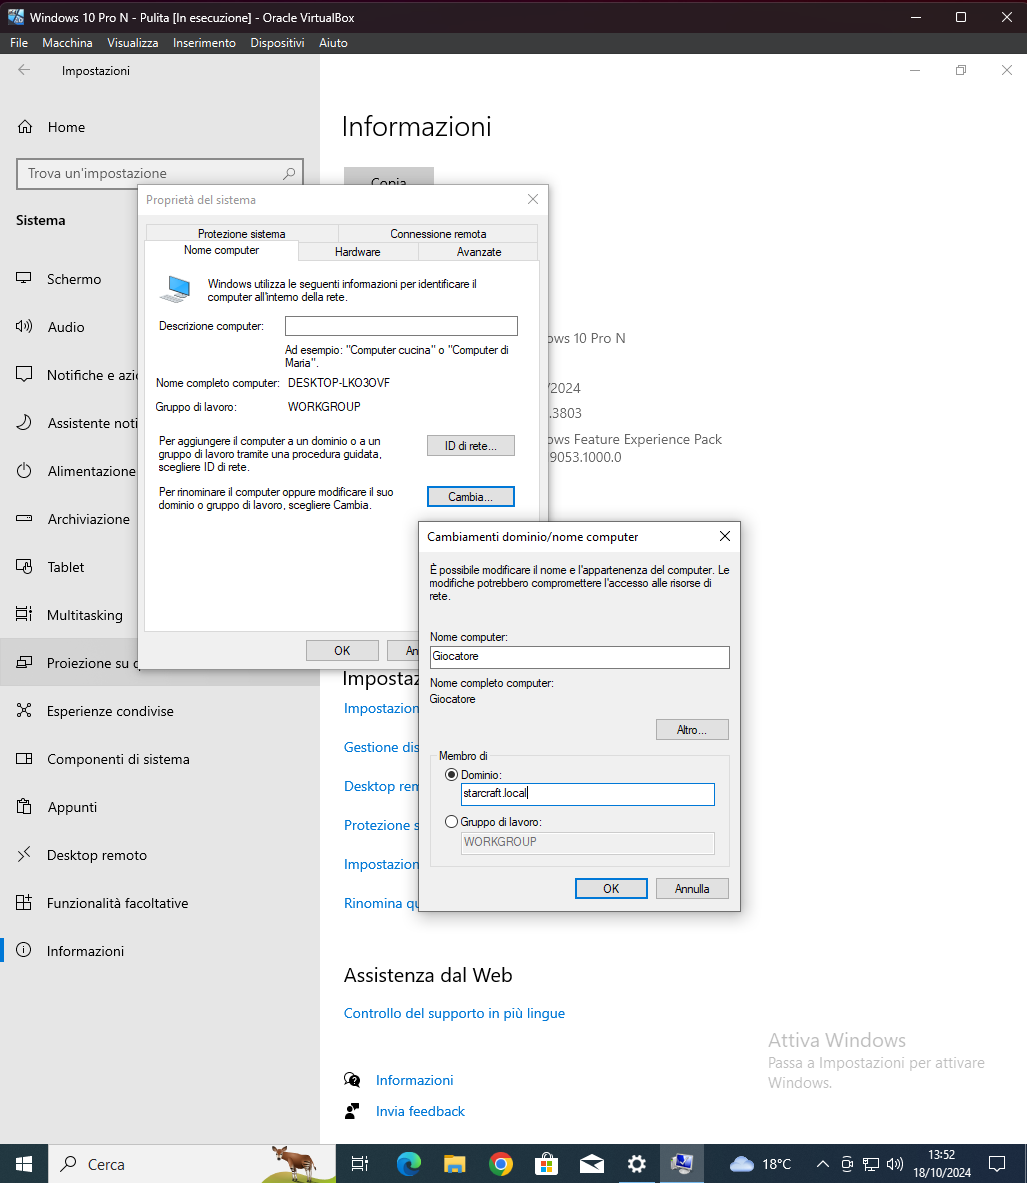 Windows 10 Pro N - Pulita [In esecuzione] - Oracle VirtualBox
File Macchina Visualizza Inserimento Dispositivi Aiuto
Impostazioni
Home
Trova un'impostazione
Sistema
Schermo
Audio
Notifiche e azi
Assistente noti
Alimentazione
Archiviazione
Tablet
Multitasking
Proiezione su q
Esperienze condivise
Componenti di sistema
Appunti
Desktop remoto
Funzionalità facoltative
Informazioni
Informazioni
Copia
ows 10 Pro N
/2024
.3803
ows Feature Experience Pack
9053.1000.0
Proprietà del sistema
Protezione sistema
Connessione remota
Nome computer
Hardware
Avanzate
Windows utilizza le seguenti informazioni per identificare il
computer all'interno della rete.
Descrizione computer:
Ad esempio: "Computer cucina" o "Computer di
Maria".
Nome completo computer: DESKTOP-LKO3OVF
Gruppo di lavoro: WORKGROUP
Per aggiungere il computer a un dominio o a un
gruppo di lavoro tramite una procedura guidata,
scegliere ID di rete.
ID di rete...
Per rinominare il computer oppure modificare il suo
dominio o gruppo di lavoro, scegliere Cambia.
Cambia...
OK
An
Cambiamenti dominio/nome computer
È possibile modificare il nome e l'appartenenza del computer. Le
modifiche potrebbero compromettere l'accesso alle risorse di
rete.
Nome computer:
Giocatore
Nome completo computer:
Giocatore
Altro...
Membro di
Dominio:
starcraft.local
Gruppo di lavoro:
WORKGROUP
OK
Annulla
Impostaz
Impostazion
Gestione dis
Desktop rem
Protezione s
Impostazion
Rinomina qu
Assistenza dal Web
Controllo del supporto in più lingue
Informazioni
Invia feedback
Attiva Windows
Passa a Impostazioni per attivare
Windows.
Cerca
18°C
13:52
18/10/2024